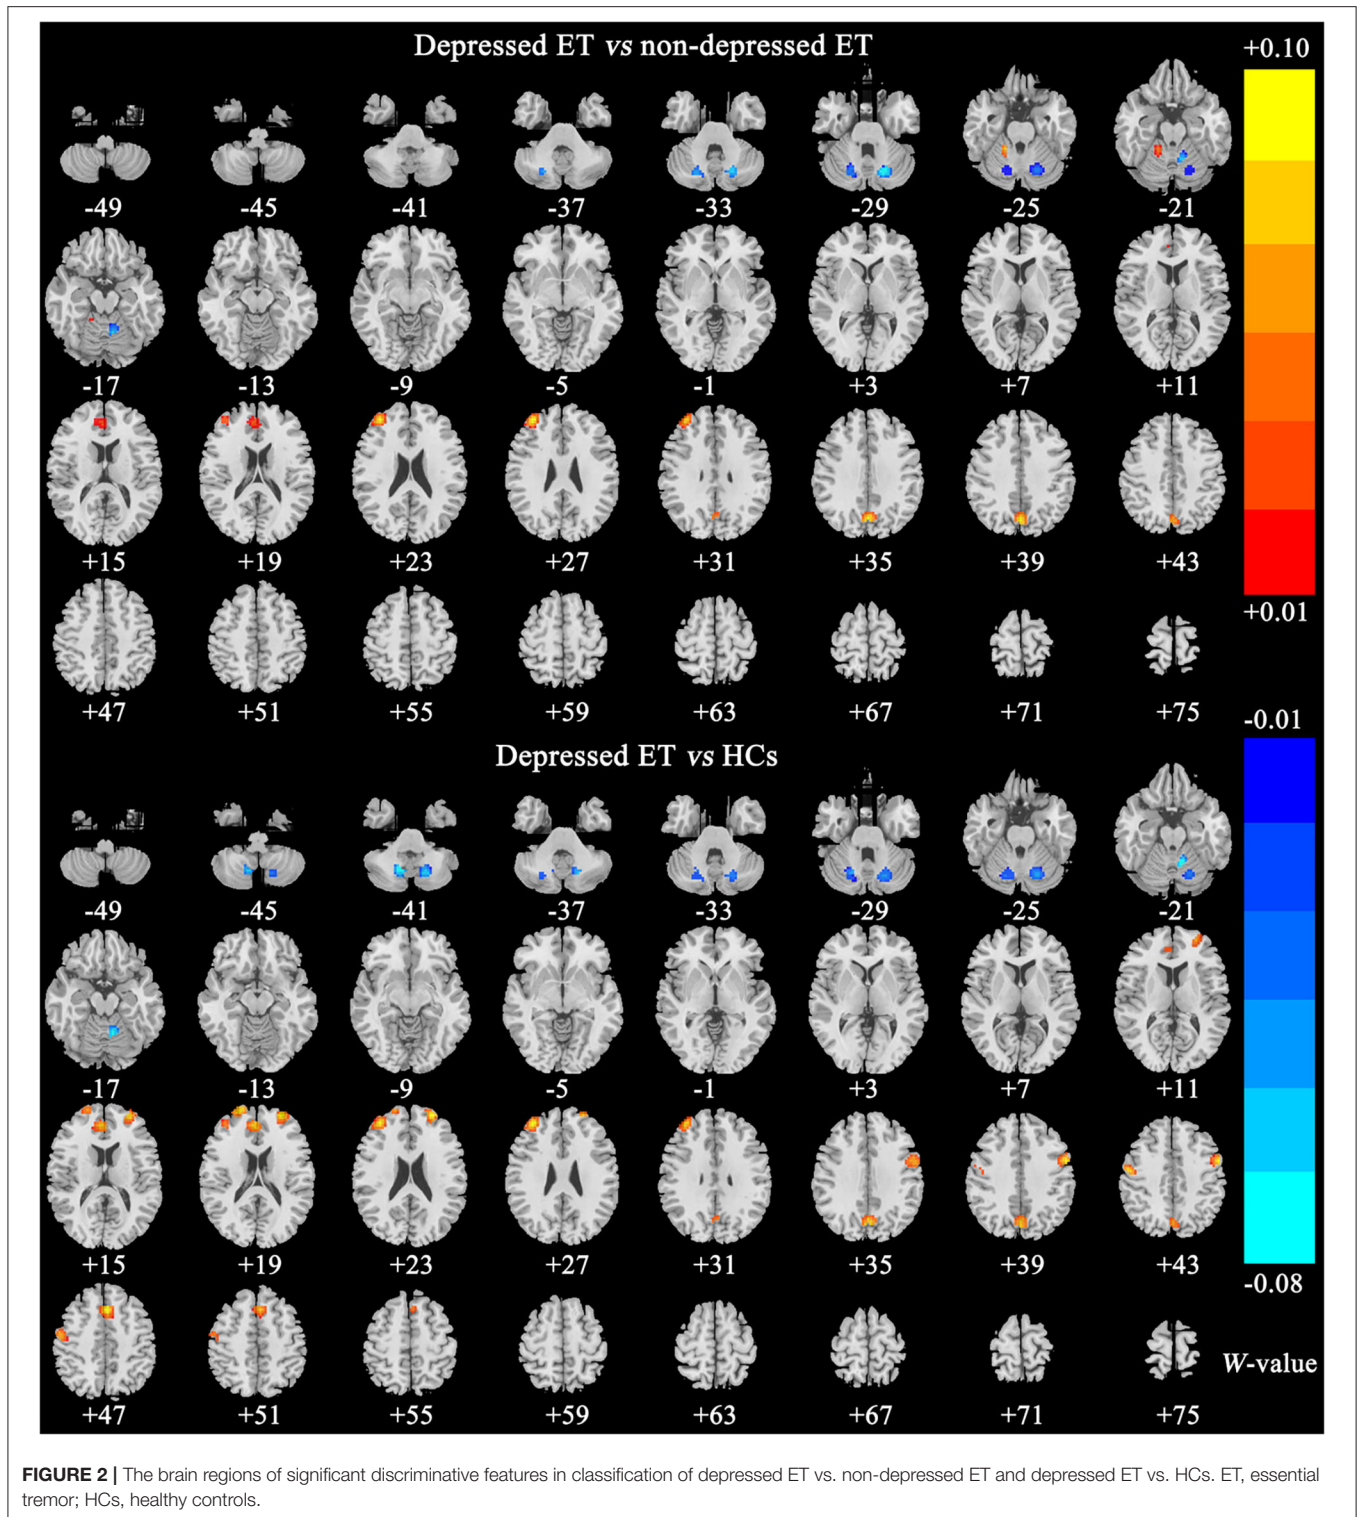 Depressed ET vs non-depressed ET
+0.10
-49 -45 -41 -37 -33 -29 -25 -21
-17 -13 -9 -5 -1 +3 +7 +11
+15 +19 +23 +27 +31 +35 +39 +43
+0.01
+47 +51 +55 +59 +63 +67 +71 +75
-0.01
Depressed ET vs HCs
-49 -45 -41 -37 -33 -29 -25 -21
-17 -13 -9 -5 -1 +3 +7 +11
+15 +19 +23 +27 +31 +35 +39 +43
-0.08
W-value
+47 +51 +55 +59 +63 +67 +71 +75
FIGURE 2 | The brain regions of significant discriminative features in classification of depressed ET vs. non-depressed ET and depressed ET vs. HCs. ET, essential
tremor; HCs, healthy controls.